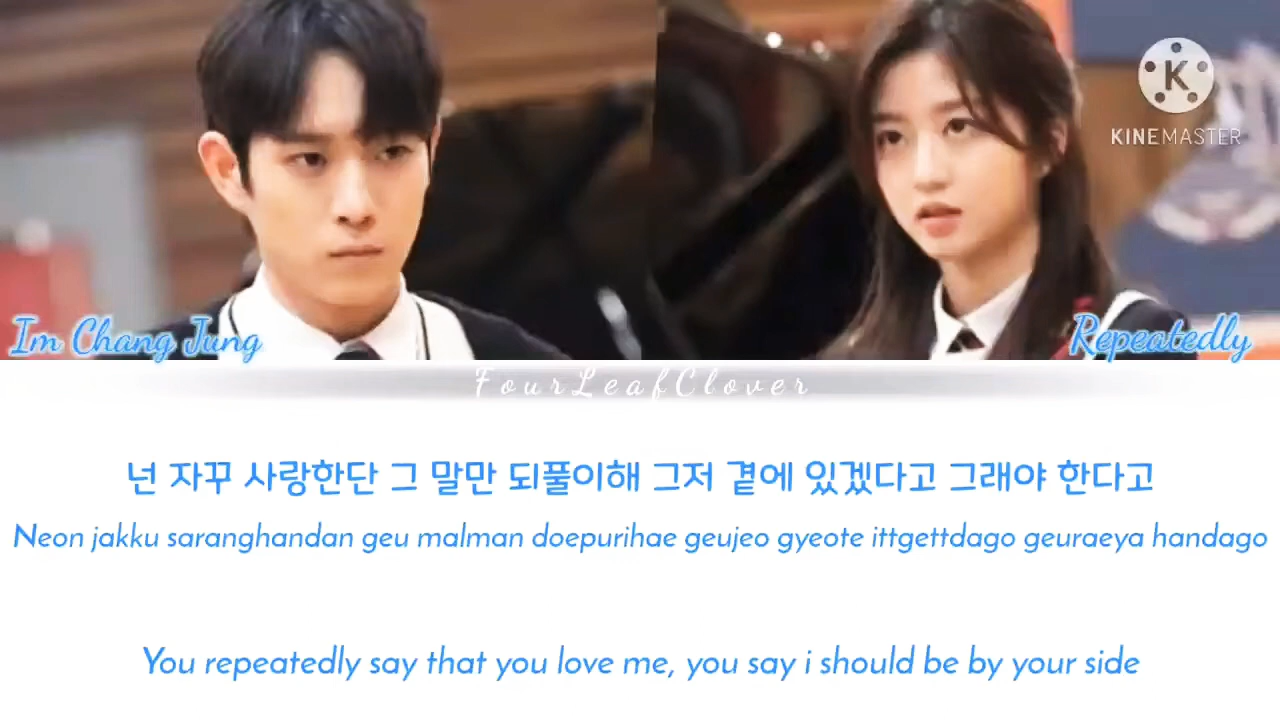 K
KINEMASTER
Im Chang Jung
Repeatedly
FourLeafClover
넌 자꾸 사랑한단 그 말만 되풀이해 그저 곁에 있겠다고 그래야 한다고
Neon jakku saranghandan geu malman doepurihae geujeo gyeote ittgettdago geuraeya handago
You repeatedly say that you love me, you say i should be by your side